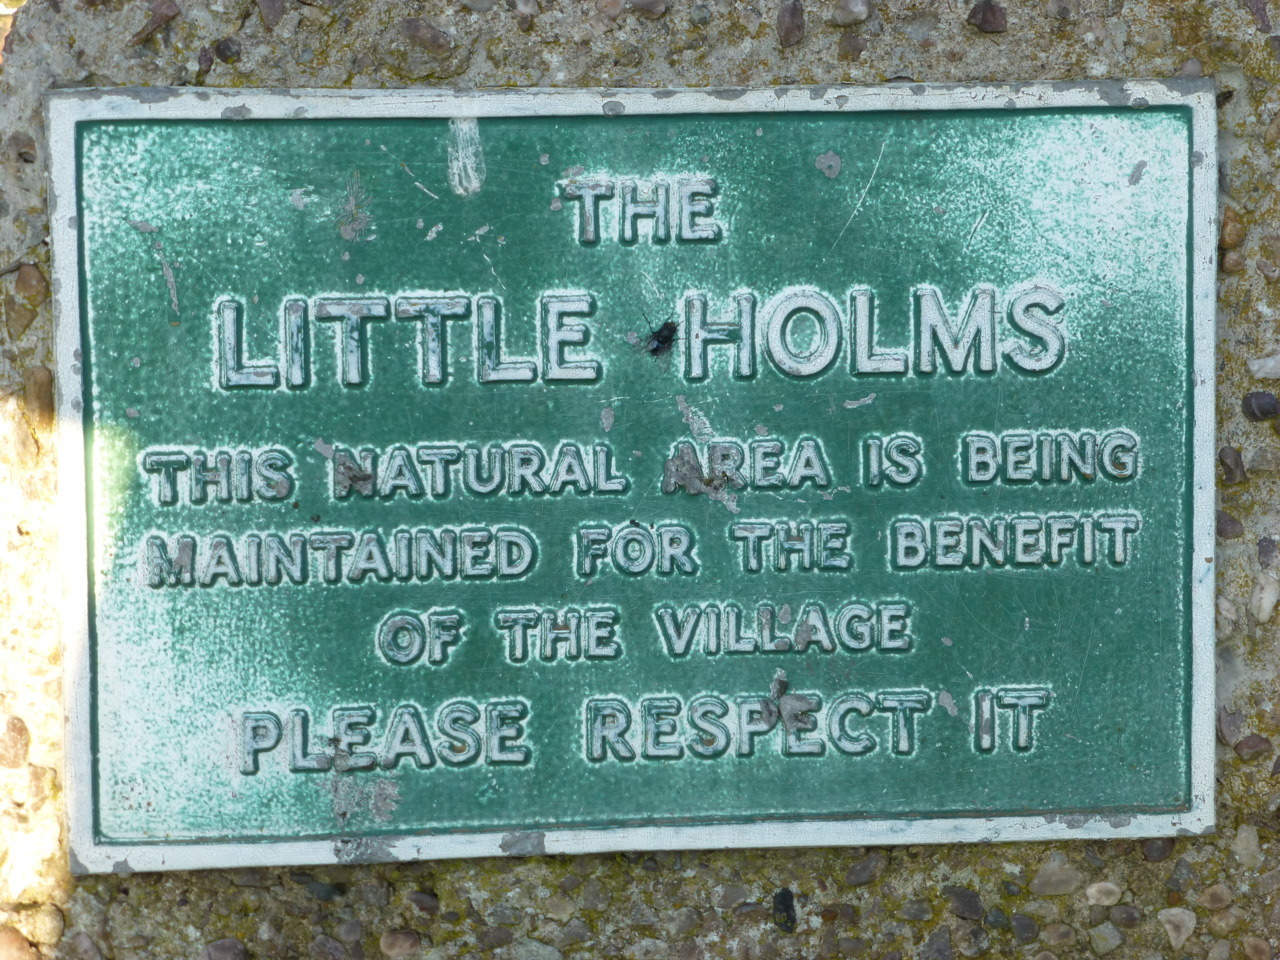 THE
LITTLE HOLMS
THIS NATURAL AREA IS BEING
MAINTAINED FOR THE BENEFIT
OF THE VILLAGE
PLEASE RESPECT IT